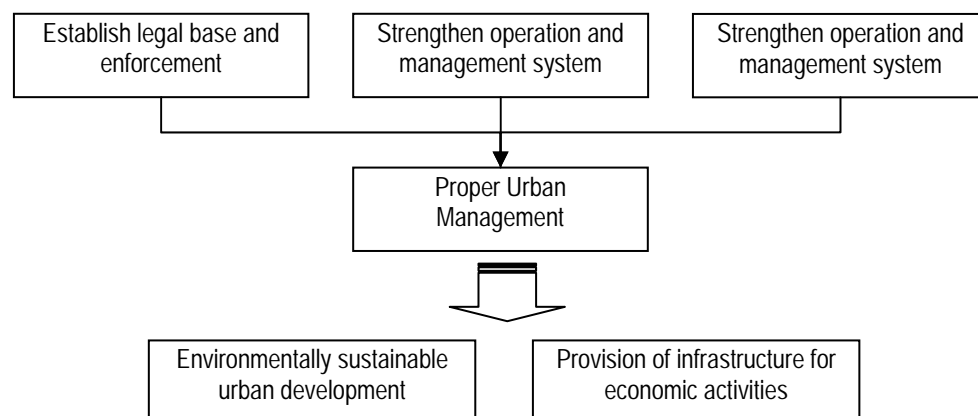 Establish legal base and
enforcement
Strengthen operation and
management system
Strengthen operation and
management system
Proper Urban
Management
Environmentally sustainable
urban development
Provision of infrastructure for
economic activities